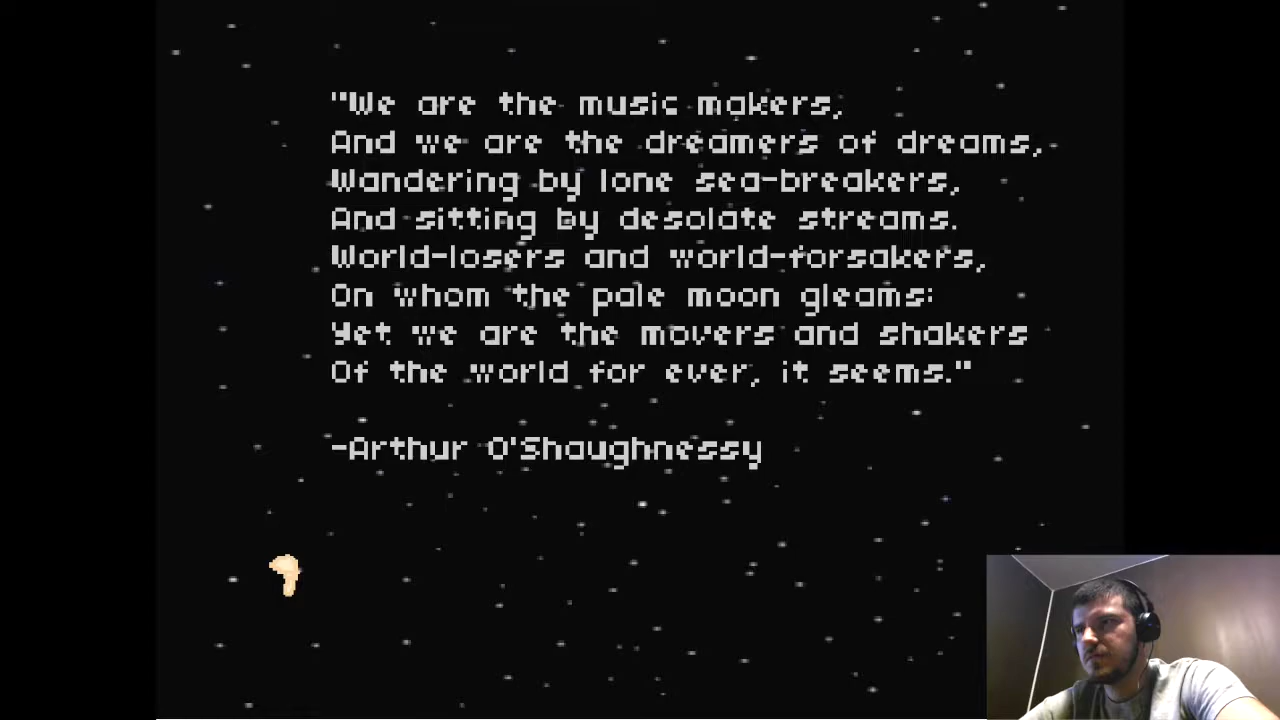 "We are the music makers,
And we are the dreamers of dreams,
Wandering by lone sea-breakers,
And sitting by desolate streams.
World-losers and world-forsakers,
On whom the pale moon gleams:
Yet we are the movers and shakers
Of the world for ever, it seems."
-Arthur O'Shaughnessy